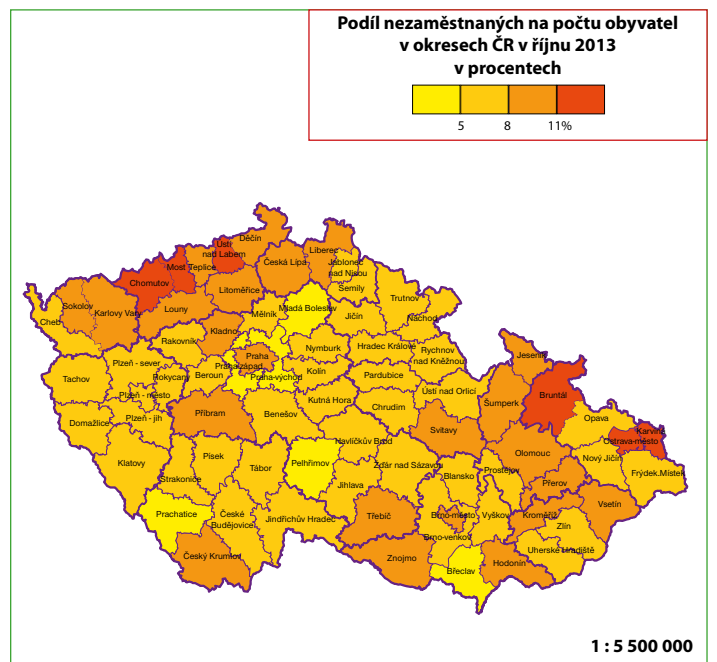 Podíl nezaměstnaných na počtu obyvatel
v okresech ČR v říjnu 2013
v procentech
5 8 11%
Děčín
Ústí
nad Labem
Liberec
Most Teplice
Česká Lípa
Jablonec
nad Nisou
Chomutov
Litoměřice
Semily
Sokolov
Karlovy Vary
Louny
Mělník
Mladá Boleslav
Trutnov
Cheb
Jičín
Náchod
Kladno
Rakovník
Praha
Nymburk
Hradec Králové
Rychnov
nad Kněžnou
Jeseník
Plzeň - sever
Praha-západ
Tachov
Rokycany
Beroun
Praha-východ
Kolín
Pardubice
Plzeň - město
Ústí nad Orlicí
Bruntál
Šumperk
Kutná Hora
Chrudim
Příbram
Benešov
Opava
Domažlice
Plzeň - jih
Svitavy
Karviná
Ostrava-město
Havlíčkův Brod
Olomouc
Nový Jičín
Klatovy
Písek
Pelhřimov
Tábor
Žďár nad Sázavou
Blansko
Prostějov
Frýdek.Místek
Strakonice
Jihlava
Přerov
Vsetín
Prachatice
České
Budějovice
Jindřichův Hradec
Třebíč
Brno-město
Vyškov
Kroměříž
Zlín
Brno-venkov
Uherské Hradiště
Český Krumlov
Znojmo
Hodonín
Břeclav
1 : 5 500 000